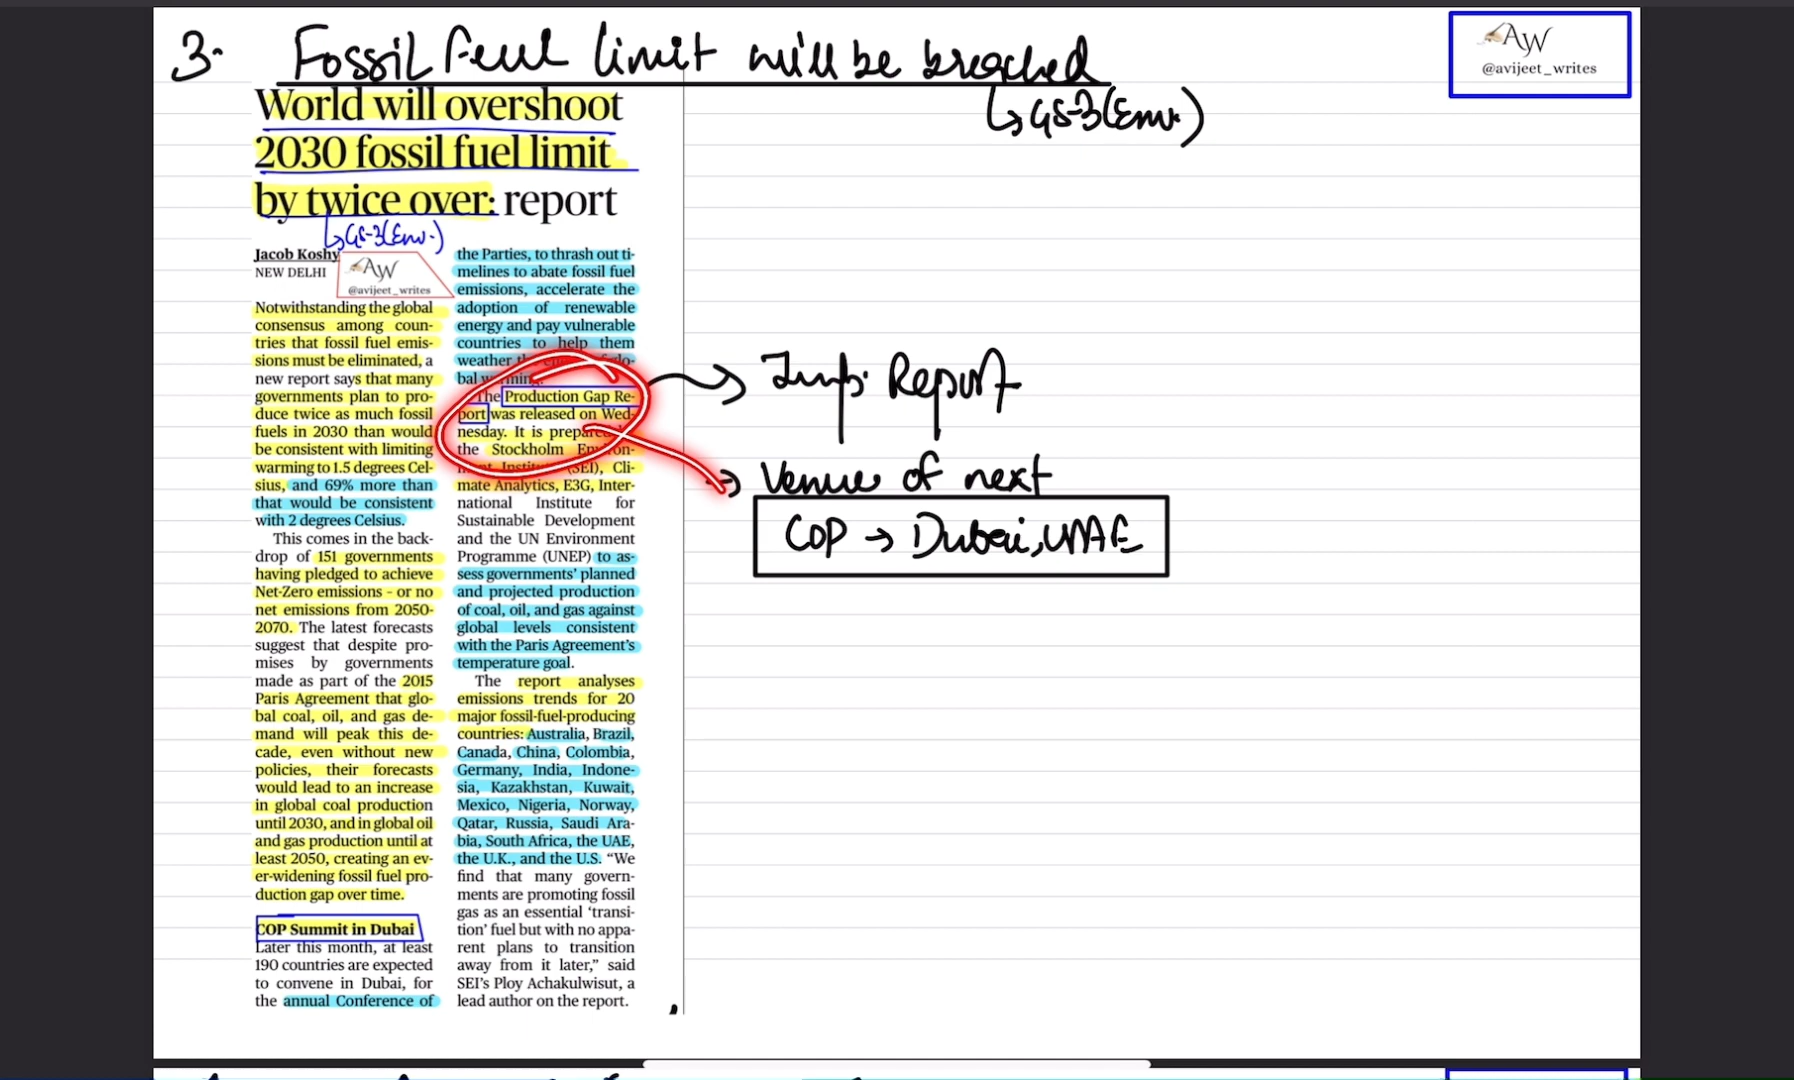 3. Fossil feul limit will be breached
AW
@avijeet_writes
↳ GS-3(Env.)
World will overshoot
2030 fossil fuel limit
by twice over: report
↳ GS-3(Env.)
Jacob Koshy
NEW DELHI
AW
@avijeet_writes
Notwithstanding the global
consensus among coun-
tries that fossil fuel emis-
sions must be eliminated, a
new report says that many
governments plan to pro-
duce twice as much fossil
fuels in 2030 than would
be consistent with limiting
warming to 1.5 degrees Cel-
sius, and 69% more than
that would be consistent
with 2 degrees Celsius.
This comes in the back-
drop of 151 governments
having pledged to achieve
Net-Zero emissions - or no
net emissions from 2050-
2070. The latest forecasts
suggest that despite pro-
mises by governments
made as part of the 2015
Paris Agreement that glo-
bal coal, oil, and gas de-
mand will peak this de-
cade, even without new
policies, their forecasts
would lead to an increase
in global coal production
until 2030, and in global oil
and gas production until at
least 2050, creating an ev-
er-widening fossil fuel pro-
duction gap over time.
COP Summit in Dubai
Later this month, at least
190 countries are expected
to convene in Dubai, for
the annual Conference of
the Parties, to thrash out ti-
melines to abate fossil fuel
emissions, accelerate the
adoption of renewable
energy and pay vulnerable
countries to help them
weather glo-
bal
The Production Gap Re-
port was released on Wed-
nesday. It is prepared
the Stockholm Environ-
ment Institute (SEI), Cli-
mate Analytics, E3G, Inter-
national Institute for
Sustainable Development
and the UN Environment
Programme (UNEP) to as-
sess governments' planned
and projected production
of coal, oil, and gas against
global levels consistent
with the Paris Agreement's
temperature goal.
The report analyses
emissions trends for 20
major fossil-fuel-producing
countries: Australia, Brazil,
Canada, China, Colombia,
Germany, India, Indone-
sia, Kazakhstan, Kuwait,
Mexico, Nigeria, Norway,
Qatar, Russia, Saudi Ara-
bia, South Africa, the UAE,
the U.K., and the U.S. "We
find that many govern-
ments are promoting fossil
gas as an essential 'transi-
tion' fuel but with no appa-
rent plans to transition
away from it later," said
SEI's Ploy Achakulwisut, a
lead author on the report.
→ Imp. Report
→ Venue of next
COP → Dubai, UAE